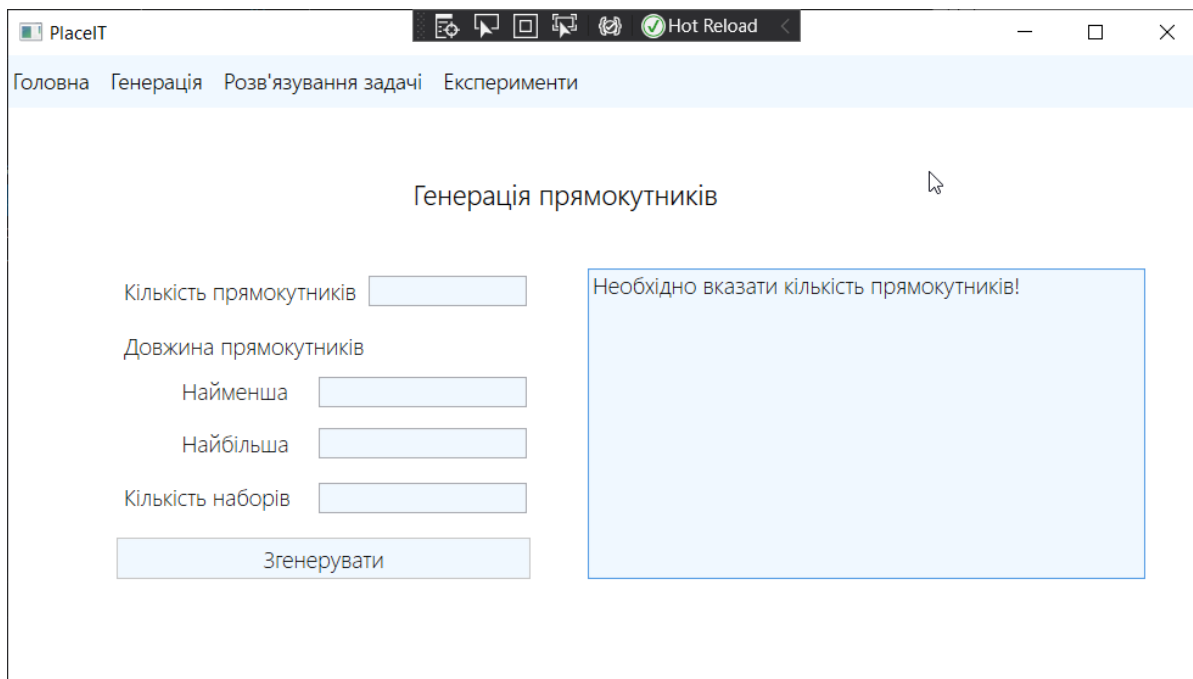 PlaceIT
Hot Reload
Головна Генерація Розв'язування задачі Експерименти
Генерація прямокутників
Кількість прямокутників
Необхідно вказати кількість прямокутників!
Довжина прямокутників
Найменша
Найбільша
Кількість наборів
Згенерувати